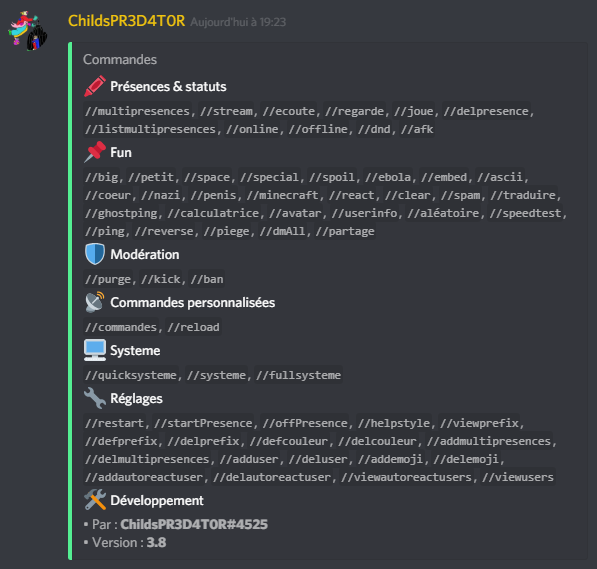 ChildsPR3D4T0R Aujourd'hui à 19:23
Commandes
Présences & statuts
//multipresences, //stream, //ecoute, //regarde, //joue, //delpresence,
//listmultipresences, //online, //offline, //dnd, //afk
Fun
//big, //petit, //space, //special, //spoil, //ebola, //embed, //ascii,
//coeur, //nazi, //penis, //minecraft, //react, //clear, //spam, //traduire,
//ghostping, //calculatrice, //avatar, //userinfo, //aléatoire, //speedtest,
//ping, //reverse, //piege, //dmAll, //partage
Modération
//purge, //kick, //ban
Commandes personnalisées
//commandes, //reload
Systeme
//quicksysteme, //systeme, //fullsysteme
Réglages
//restart, //startPresence, //offPresence, //helpstyle, //viewprefix,
//defprefix, //delprefix, //defcouleur, //delcouleur, //addmultipresences,
//delmultipresences, //adduser, //deluser, //addemoji, //delemoji,
//addautoreactuser, //delautoreactuser, //viewautoreactusers, //viewusers
Développement
• Par : ChildsPR3D4T0R#4525
• Version : 3.8